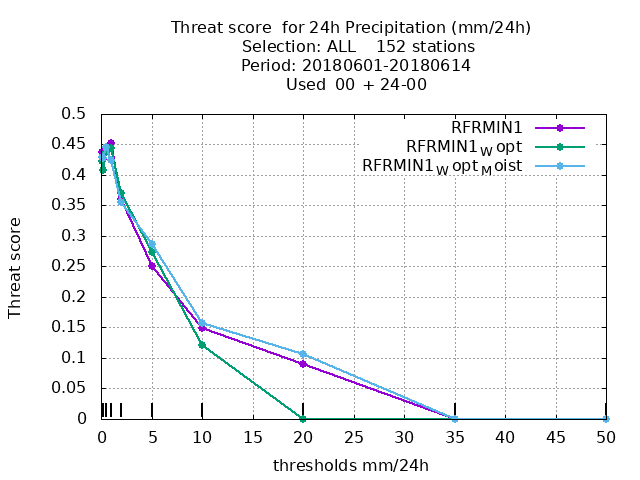 Threat score  for 24h Precipitation (mm/24h)
Selection: ALL    152 stations
Period: 20180601-20180614
Used  00 + 24-00
RFRMIN1
RFRMIN1_W opt
RFRMIN1_W opt_M oist
Threat score
0.5
0.45
0.4
0.35
0.3
0.25
0.2
0.15
0.1
0.05
0
0 5 10 15 20 25 30 35 40 45 50
thresholds mm/24h